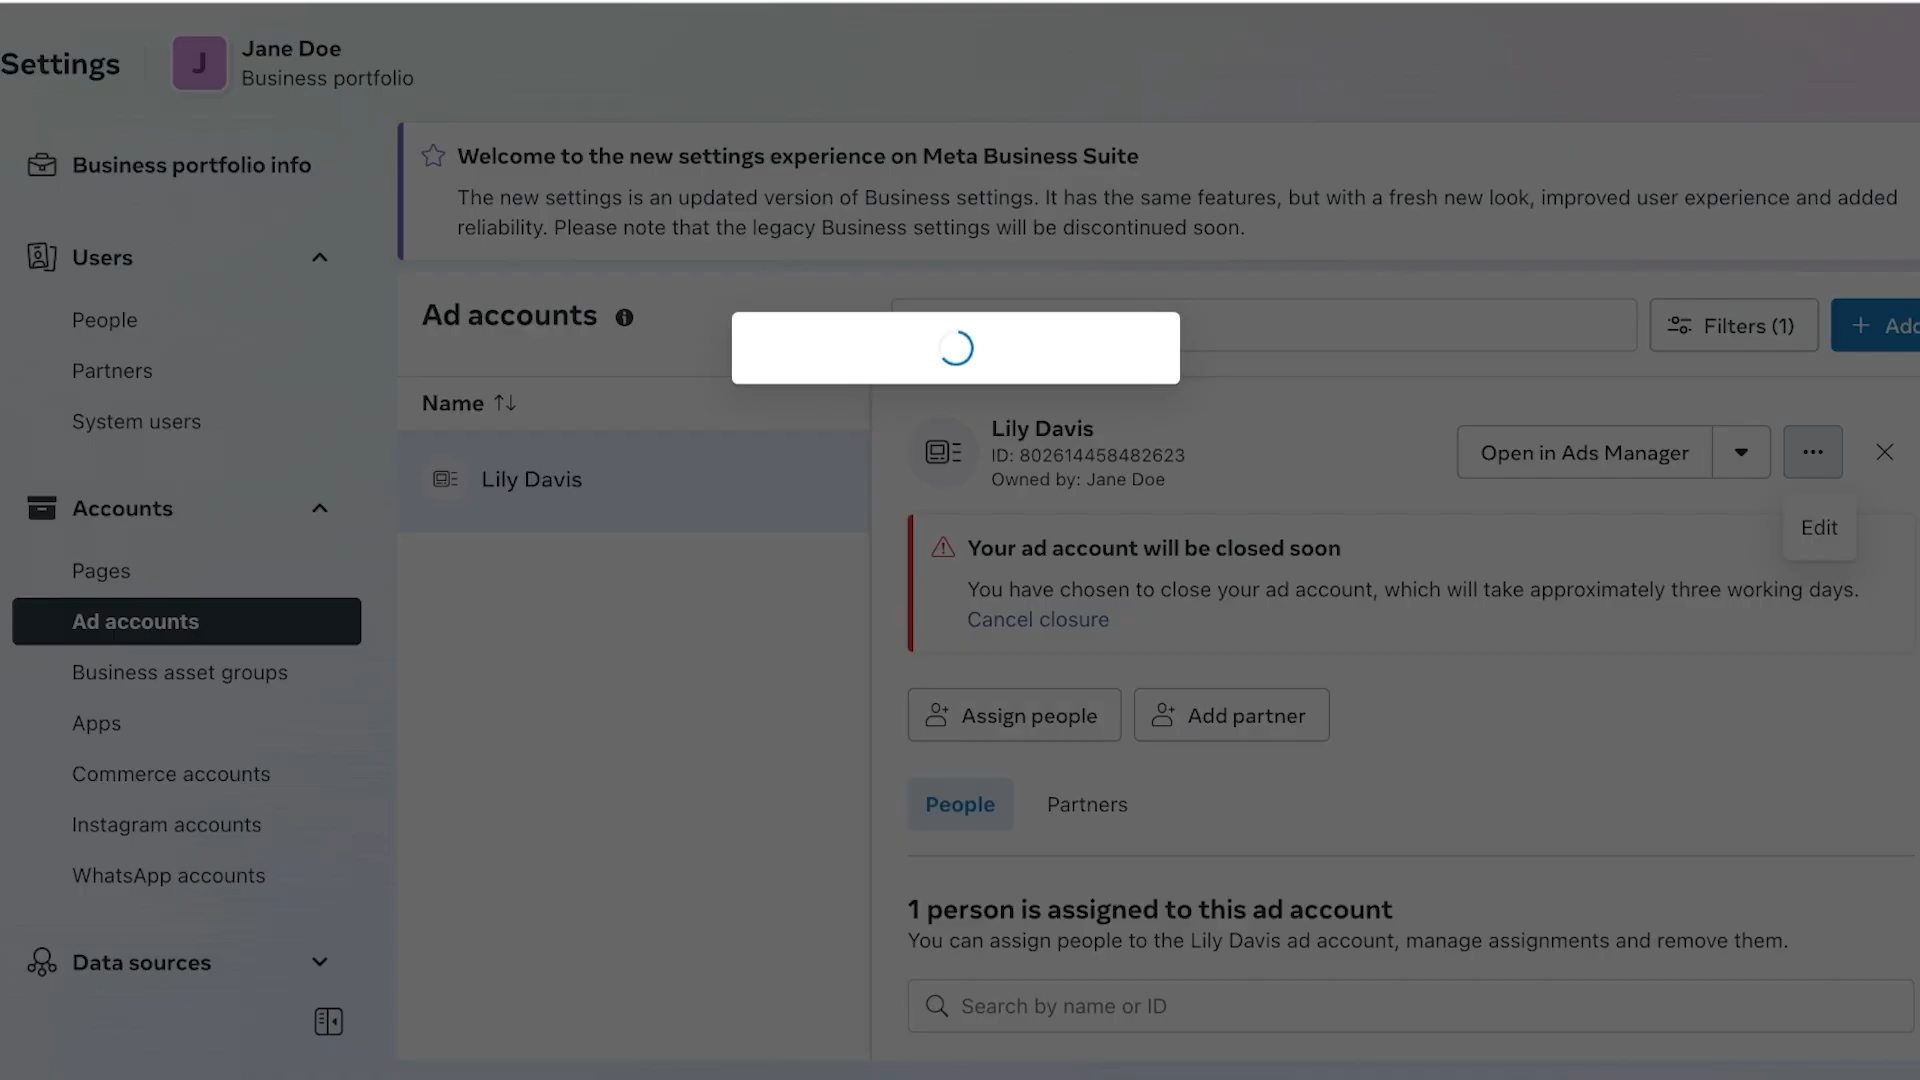 Settings
J
Jane Doe
Business portfolio
Business portfolio info
Users
People
Partners
System users
Accounts
Pages
Ad accounts
Business asset groups
Apps
Commerce accounts
Instagram accounts
WhatsApp accounts
Data sources
Welcome to the new settings experience on Meta Business Suite
The new settings is an updated version of Business settings. It has the same features, but with a fresh new look, improved user experience and added
reliability. Please note that the legacy Business settings will be discontinued soon.
Ad accounts
Filters (1)
+ Add
Name
Lily Davis
Lily Davis
ID: 802614458482623
Owned by: Jane Doe
Open in Ads Manager
Edit
Your ad account will be closed soon
You have chosen to close your ad account, which will take approximately three working days.
Cancel closure
Assign people
Add partner
People
Partners
1 person is assigned to this ad account
You can assign people to the Lily Davis ad account, manage assignments and remove them.
Search by name or ID